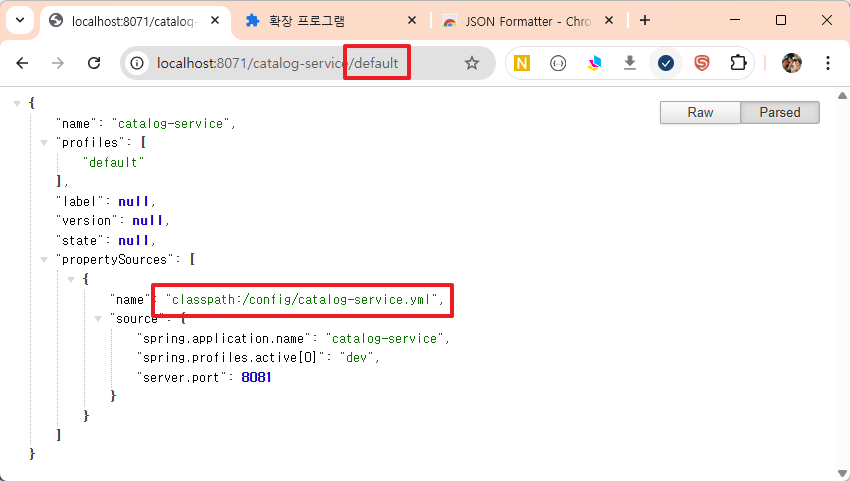 localhost:8071/catalog-
확장 프로그램
JSON Formatter - Chro
localhost:8071/catalog-service/default
N
Raw
Parsed
{
"name": "catalog-service",
"profiles": [
"default"
],
"label": null,
"version": null,
"state": null,
"propertySources": [
{
"name": "classpath:/config/catalog-service.yml",
"source": {
"spring.application.name": "catalog-service",
"spring.profiles.active[0]": "dev",
"server.port": 8081
}
}
]
}